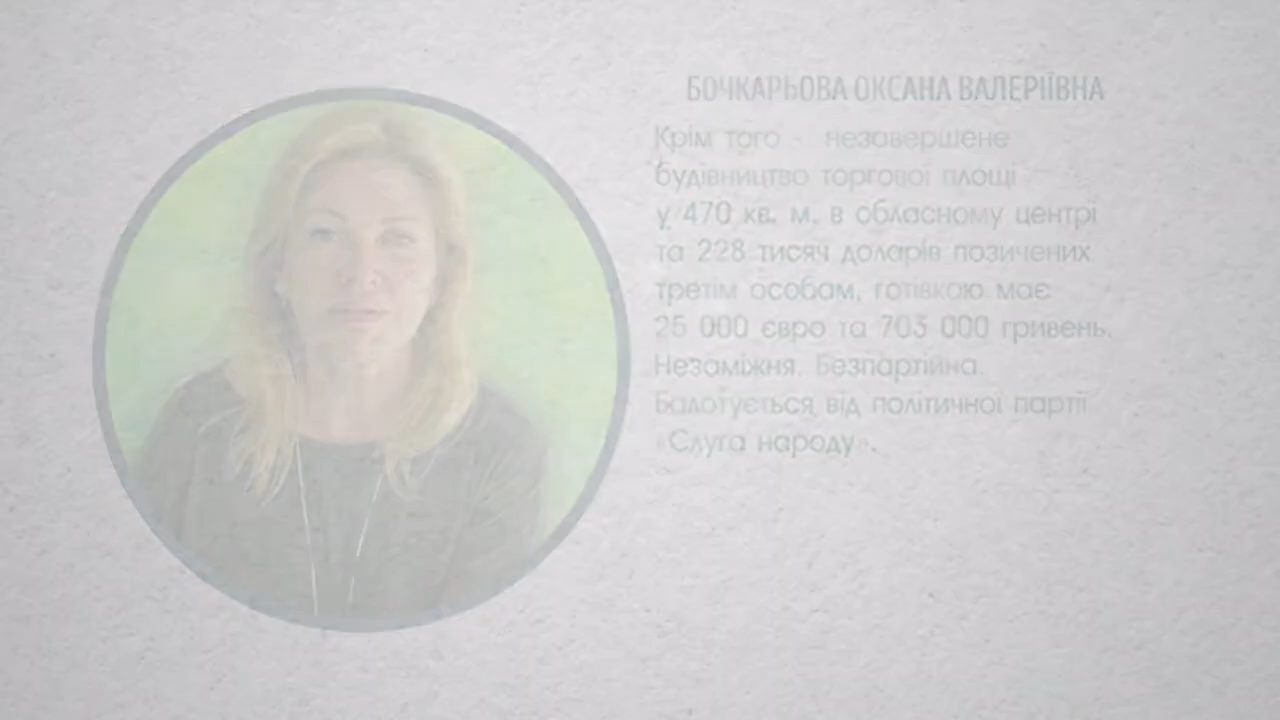 БОЧКАРЬОВА ОКСАНА ВАЛЕРІЇВНА
Крім того - незавершене
будівництво торгової площі
у 470 кв. м. в обласному центрі
та 228 тисяч доларів позичених
третім особам, готівкою має
25 000 євро та 703 000 гривень.
Незаміжня. Безпартійна.
Балотується від політичної партії
«Слуга народу».